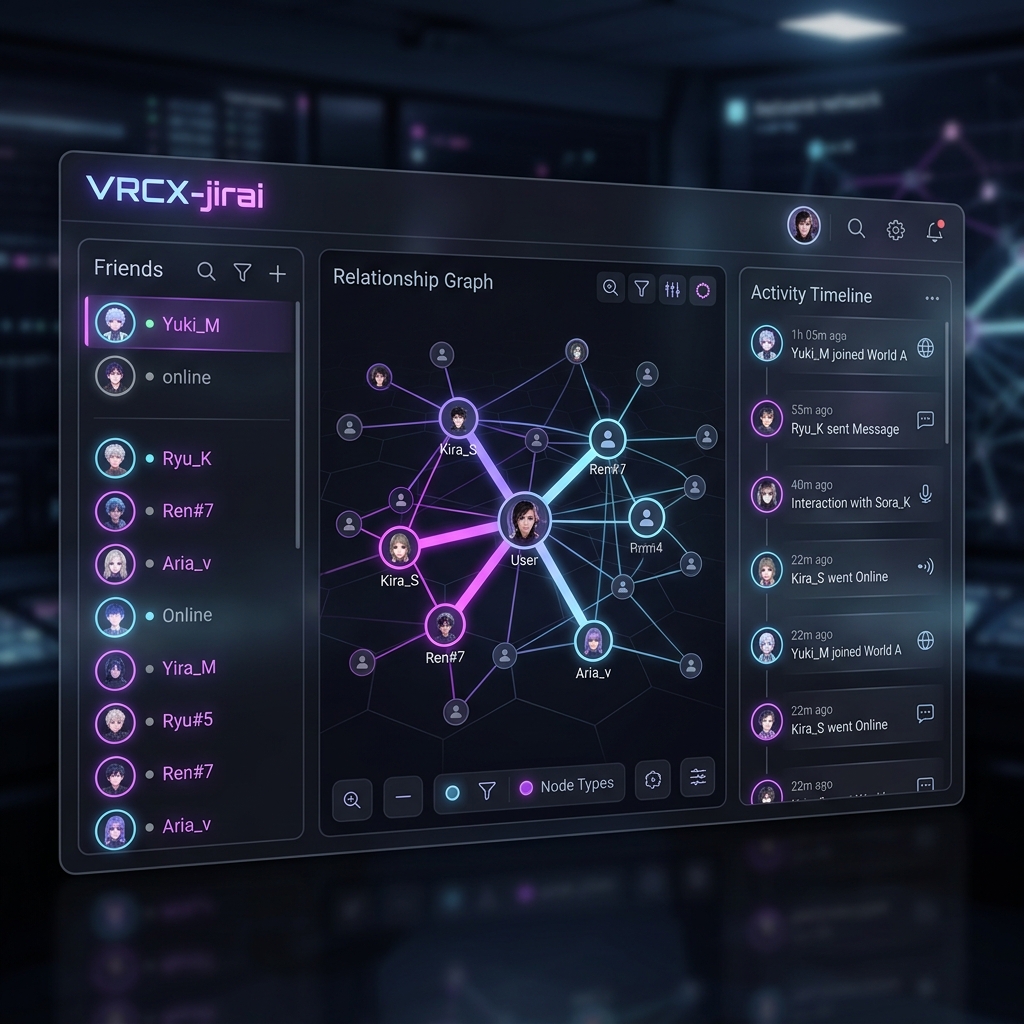 VRCX-jirai
Friends
Yuki_M
online
Ryu_K
Ren#7
Aria_v
Online
Yira_M
Ryu#5
Ren#7
Aria_v
Relationship Graph
Kira_S
Ren#7
User
Kira_S
Ren#7
Aria_v
Node Types
Activity Timeline
1h 05m ago
Yuki_M joined World A
55m ago
Ryu_K sent Message
40m ago
Interaction with Sora_K
22m ago
Kira_S went Online
22m ago
Yuki_M joined World A
22m ago
Kira_S went Online
22m